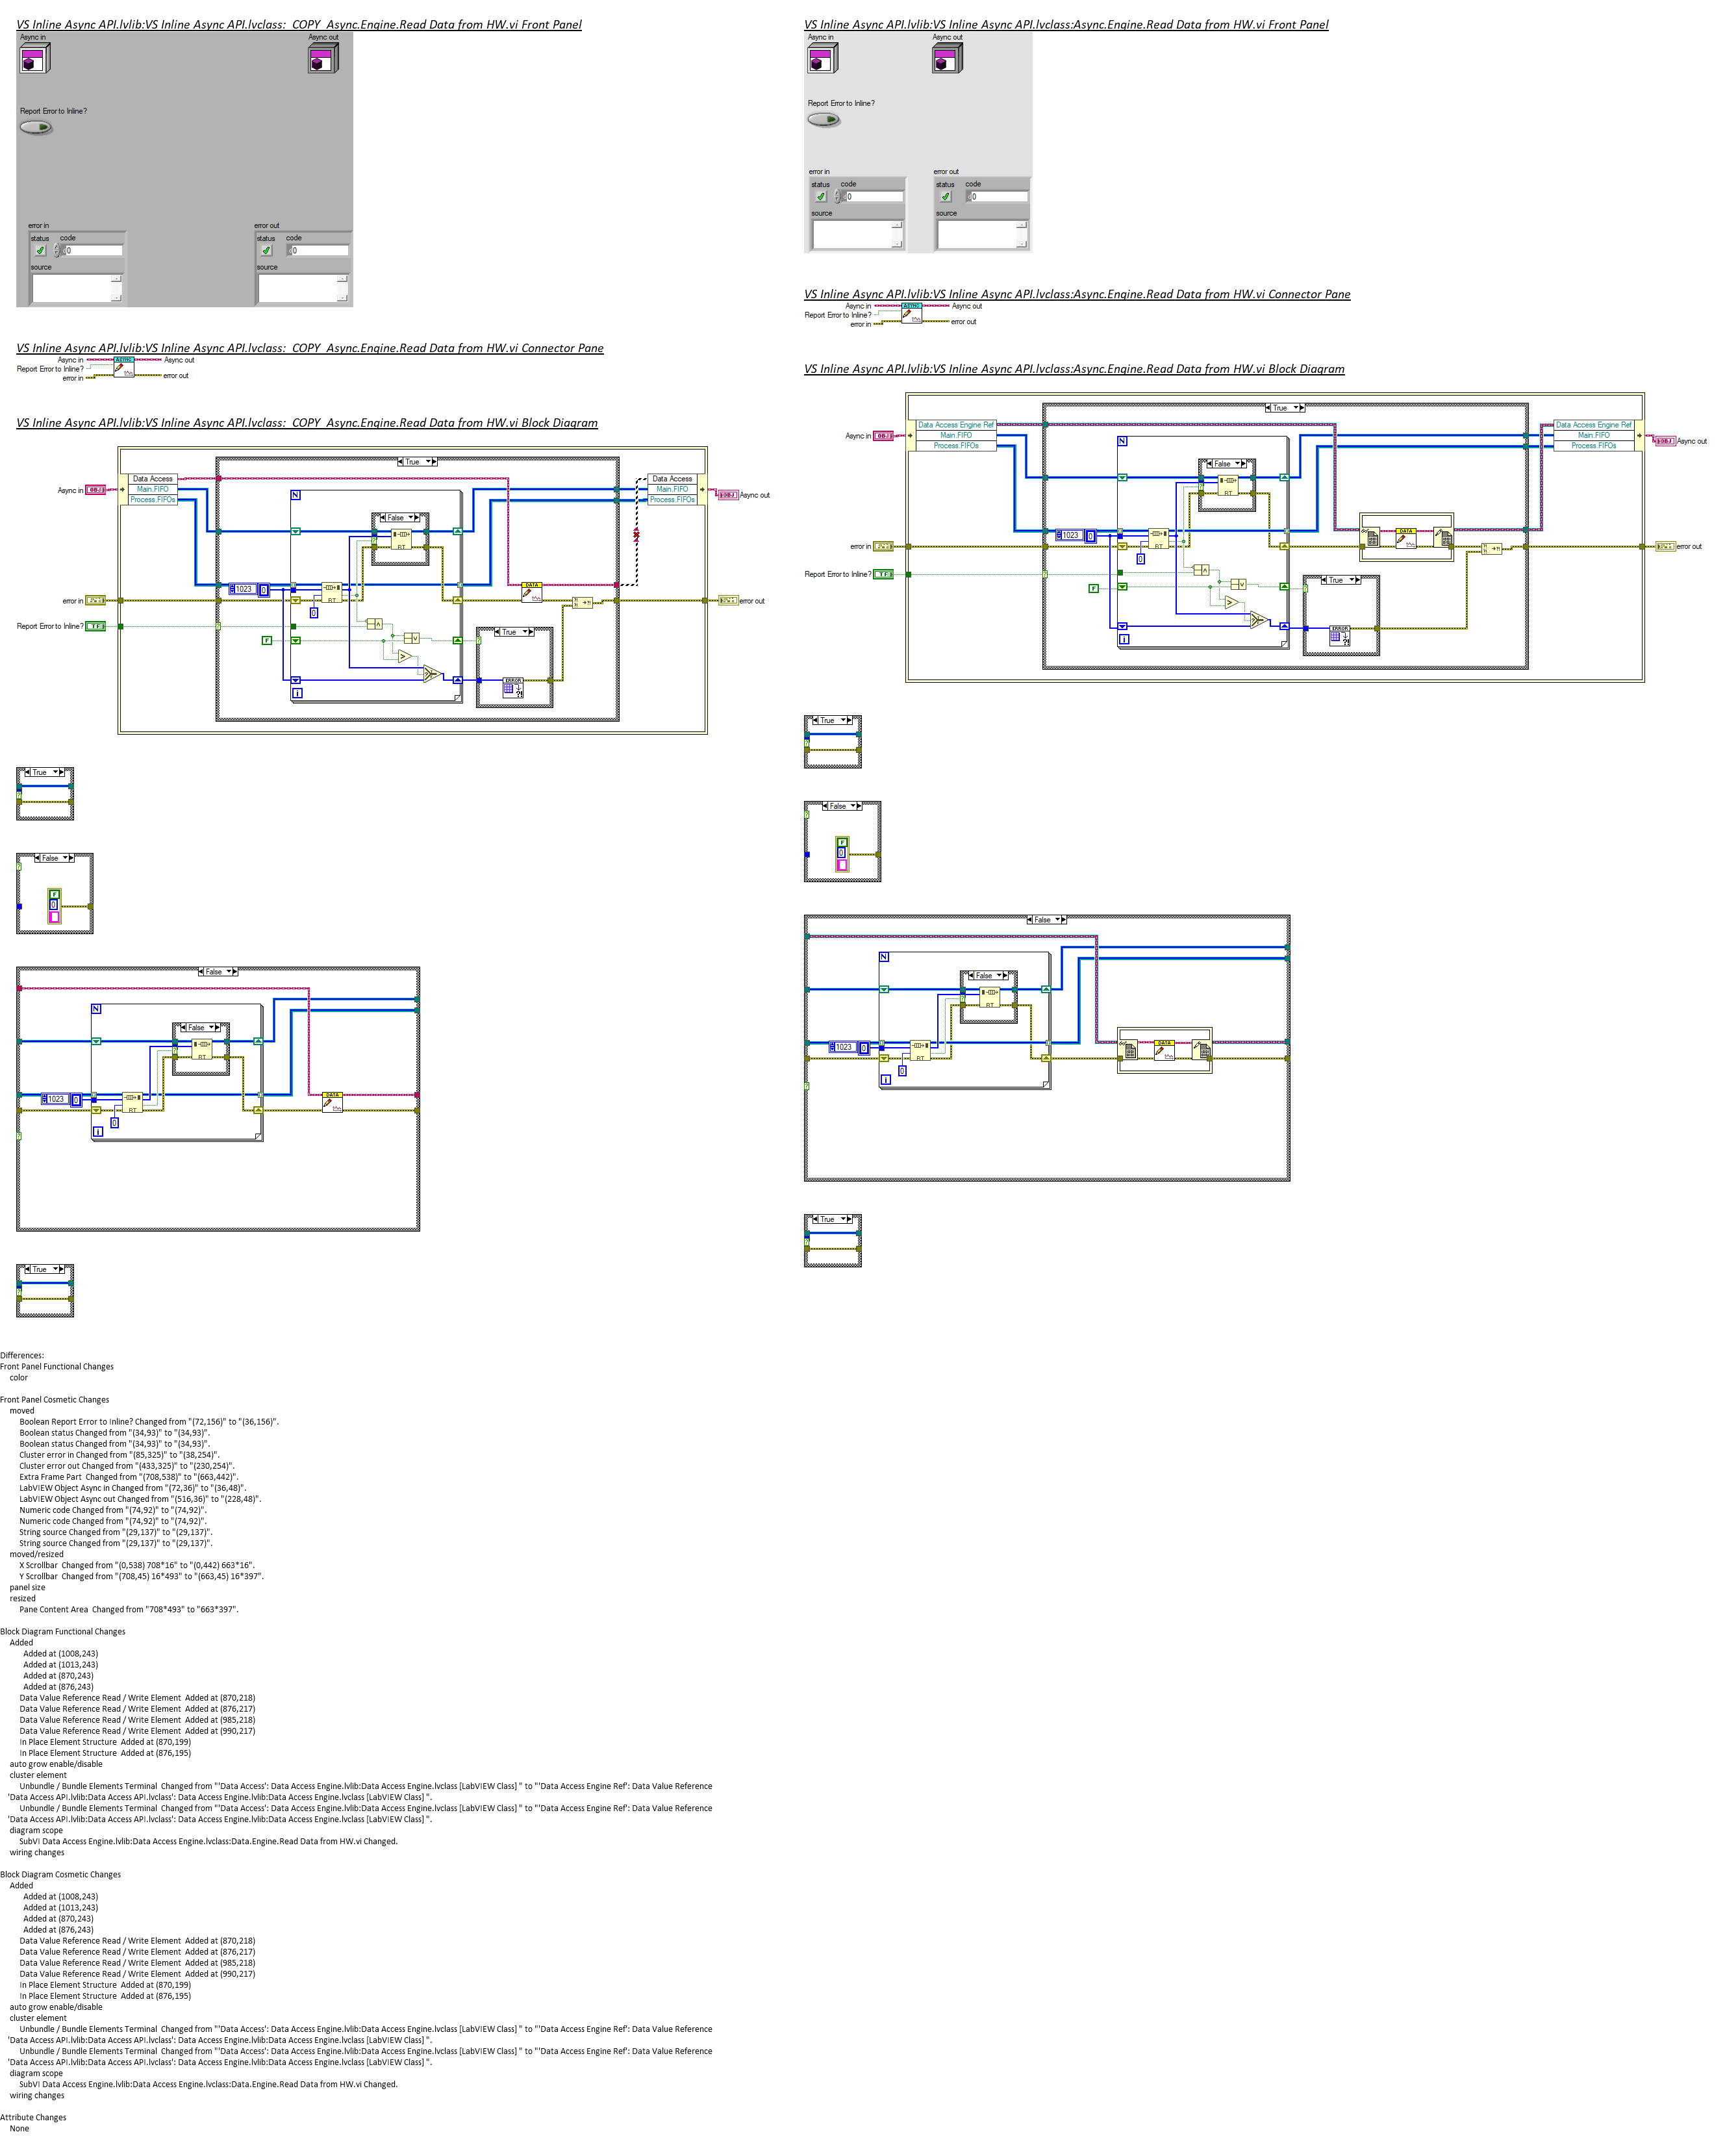 VS Inline Async API.lvlib:VS Inline Async API.lvclass:  COPY  Async.Engine.Read Data from HW.vi Front Panel
Async in
Async out
Report Error to Inline?
error in
error out
status
code
0
status
code
0
source
source
VS Inline Async API.lvlib:VS Inline Async API.lvclass:  COPY  Async.Engine.Read Data from HW.vi Connector Pane
Async in
ASYNC
Async out
Report Error to Inline?
error in
error out
VS Inline Async API.lvlib:VS Inline Async API.lvclass:  COPY  Async.Engine.Read Data from HW.vi Block Diagram
True
Data Access
Data Access
Async in
OBJ
Main.FIFO
N
Main.FIFO
OBJ
Async out
Process.FIFOs
Process.FIFOs
False
RT
1023
0
DATA
error in
RT
error out
0
Report Error to Inline?
TF
F
True
ERROR
i
True
False
F
0
False
N
False
RT
1023
0
DATA
RT
0
i
True
VS Inline Async API.lvlib:VS Inline Async API.lvclass:Async.Engine.Read Data from HW.vi Front Panel
Async in
Async out
Report Error to Inline?
error in
error out
status
code
0
status
code
0
source
source
VS Inline Async API.lvlib:VS Inline Async API.lvclass:Async.Engine.Read Data from HW.vi Connector Pane
Async in
ASYNC
Async out
Report Error to Inline?
error in
error out
VS Inline Async API.lvlib:VS Inline Async API.lvclass:Async.Engine.Read Data from HW.vi Block Diagram
True
Data Access Engine Ref
Data Access Engine Ref
Async in
OBJ
Main.FIFO
N
Main.FIFO
OBJ
Async out
Process.FIFOs
Process.FIFOs
False
RT
1023
0
DATA
error in
RT
error out
0
Report Error to Inline?
TF
F
True
ERROR
i
True
False
F
0
False
N
False
RT
1023
0
DATA
RT
0
i
True
Differences:
Front Panel Functional Changes
color
Front Panel Cosmetic Changes
moved
Boolean Report Error to Inline? Changed from "(72,156)" to "(36,156)".
Boolean status Changed from "(34,93)" to "(34,93)".
Boolean status Changed from "(34,93)" to "(34,93)".
Cluster error in Changed from "(85,325)" to "(38,254)".
Cluster error out Changed from "(433,325)" to "(230,254)".
Extra Frame Part  Changed from "(708,538)" to "(663,442)".
LabVIEW Object Async in Changed from "(72,36)" to "(36,48)".
LabVIEW Object Async out Changed from "(516,36)" to "(228,48)".
Numeric code Changed from "(74,92)" to "(74,92)".
Numeric code Changed from "(74,92)" to "(74,92)".
String source Changed from "(29,137)" to "(29,137)".
String source Changed from "(29,137)" to "(29,137)".
moved/resized
X Scrollbar  Changed from "(0,538) 708*16" to "(0,442) 663*16".
Y Scrollbar  Changed from "(708,45) 16*493" to "(663,45) 16*397".
panel size
resized
Pane Content Area  Changed from "708*493" to "663*397".
Block Diagram Functional Changes
Added
Added at (1008,243)
Added at (1013,243)
Added at (870,243)
Added at (876,243)
Data Value Reference Read / Write Element  Added at (870,218)
Data Value Reference Read / Write Element  Added at (876,217)
Data Value Reference Read / Write Element  Added at (985,218)
Data Value Reference Read / Write Element  Added at (990,217)
In Place Element Structure  Added at (870,199)
In Place Element Structure  Added at (876,195)
auto grow enable/disable
cluster element
Unbundle / Bundle Elements Terminal  Changed from "'Data Access': Data Access Engine.lvlib:Data Access Engine.lvclass [LabVIEW Class] " to "'Data Access Engine Ref': Data Value Reference
'Data Access API.lvlib:Data Access API.lvclass': Data Access Engine.lvlib:Data Access Engine.lvclass [LabVIEW Class] ".
Unbundle / Bundle Elements Terminal  Changed from "'Data Access': Data Access Engine.lvlib:Data Access Engine.lvclass [LabVIEW Class] " to "'Data Access Engine Ref': Data Value Reference
'Data Access API.lvlib:Data Access API.lvclass': Data Access Engine.lvlib:Data Access Engine.lvclass [LabVIEW Class] ".
diagram scope
SubVI Data Access Engine.lvlib:Data Access Engine.lvclass:Data.Engine.Read Data from HW.vi Changed.
wiring changes
Block Diagram Cosmetic Changes
Added
Added at (1008,243)
Added at (1013,243)
Added at (870,243)
Added at (876,243)
Data Value Reference Read / Write Element  Added at (870,218)
Data Value Reference Read / Write Element  Added at (876,217)
Data Value Reference Read / Write Element  Added at (985,218)
Data Value Reference Read / Write Element  Added at (990,217)
In Place Element Structure  Added at (870,199)
In Place Element Structure  Added at (876,195)
auto grow enable/disable
cluster element
Unbundle / Bundle Elements Terminal  Changed from "'Data Access': Data Access Engine.lvlib:Data Access Engine.lvclass [LabVIEW Class] " to "'Data Access Engine Ref': Data Value Reference
'Data Access API.lvlib:Data Access API.lvclass': Data Access Engine.lvlib:Data Access Engine.lvclass [LabVIEW Class] ".
Unbundle / Bundle Elements Terminal  Changed from "'Data Access': Data Access Engine.lvlib:Data Access Engine.lvclass [LabVIEW Class] " to "'Data Access Engine Ref': Data Value Reference
'Data Access API.lvlib:Data Access API.lvclass': Data Access Engine.lvlib:Data Access Engine.lvclass [LabVIEW Class] ".
diagram scope
SubVI Data Access Engine.lvlib:Data Access Engine.lvclass:Data.Engine.Read Data from HW.vi Changed.
wiring changes
Attribute Changes
None